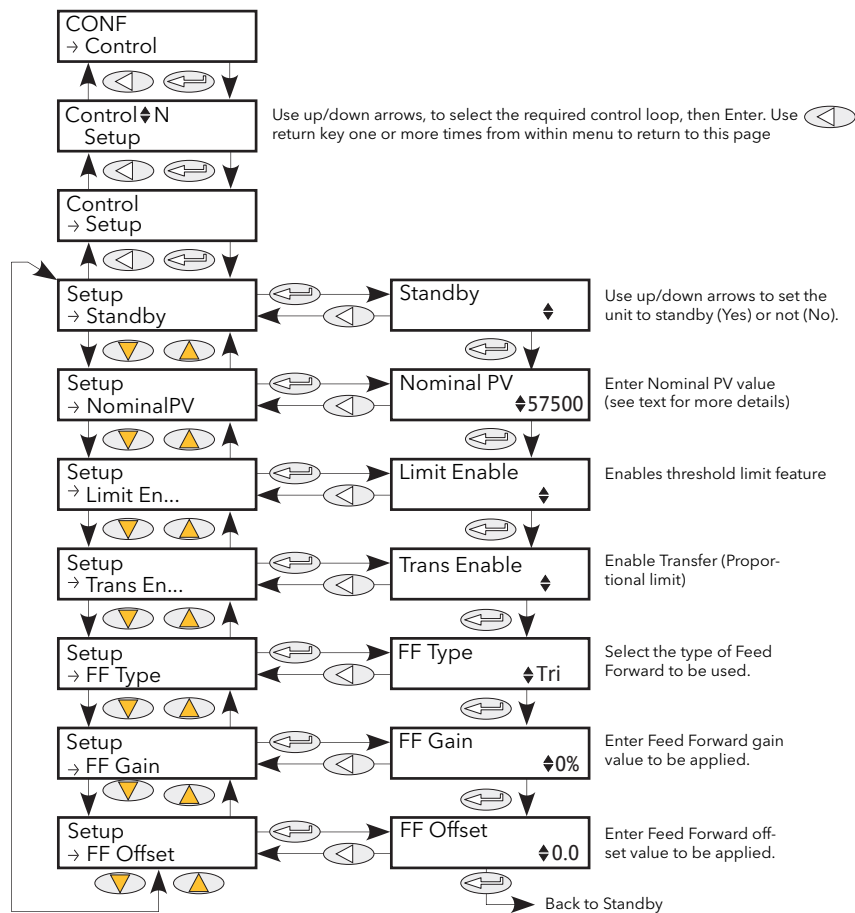 CONF
→ Control
Control♦N
Setup
Use up/down arrows, to select the required control loop, then Enter. Use
return key one or more times from within menu to return to this page
Control
→ Setup
Setup
→ Standby
Standby
Use up/down arrows to set the
unit to standby (Yes) or not (No).
Setup
→ NominalPV
Nominal PV
♦57500
Enter Nominal PV value
(see text for more details)
Setup
→ Limit En...
Limit Enable
Enables threshold limit feature
Setup
→ Trans En...
Trans Enable
Enable Transfer (Propor-
tional limit)
Setup
→ FF Type
FF Type
♦Tri
Select the type of Feed
Forward to be used.
Setup
→ FF Gain
FF Gain
♦0%
Enter Feed Forward gain
value to be applied.
Setup
→ FF Offset
FF Offset
♦0.0
Enter Feed Forward off-
set value to be applied.
Back to Standby